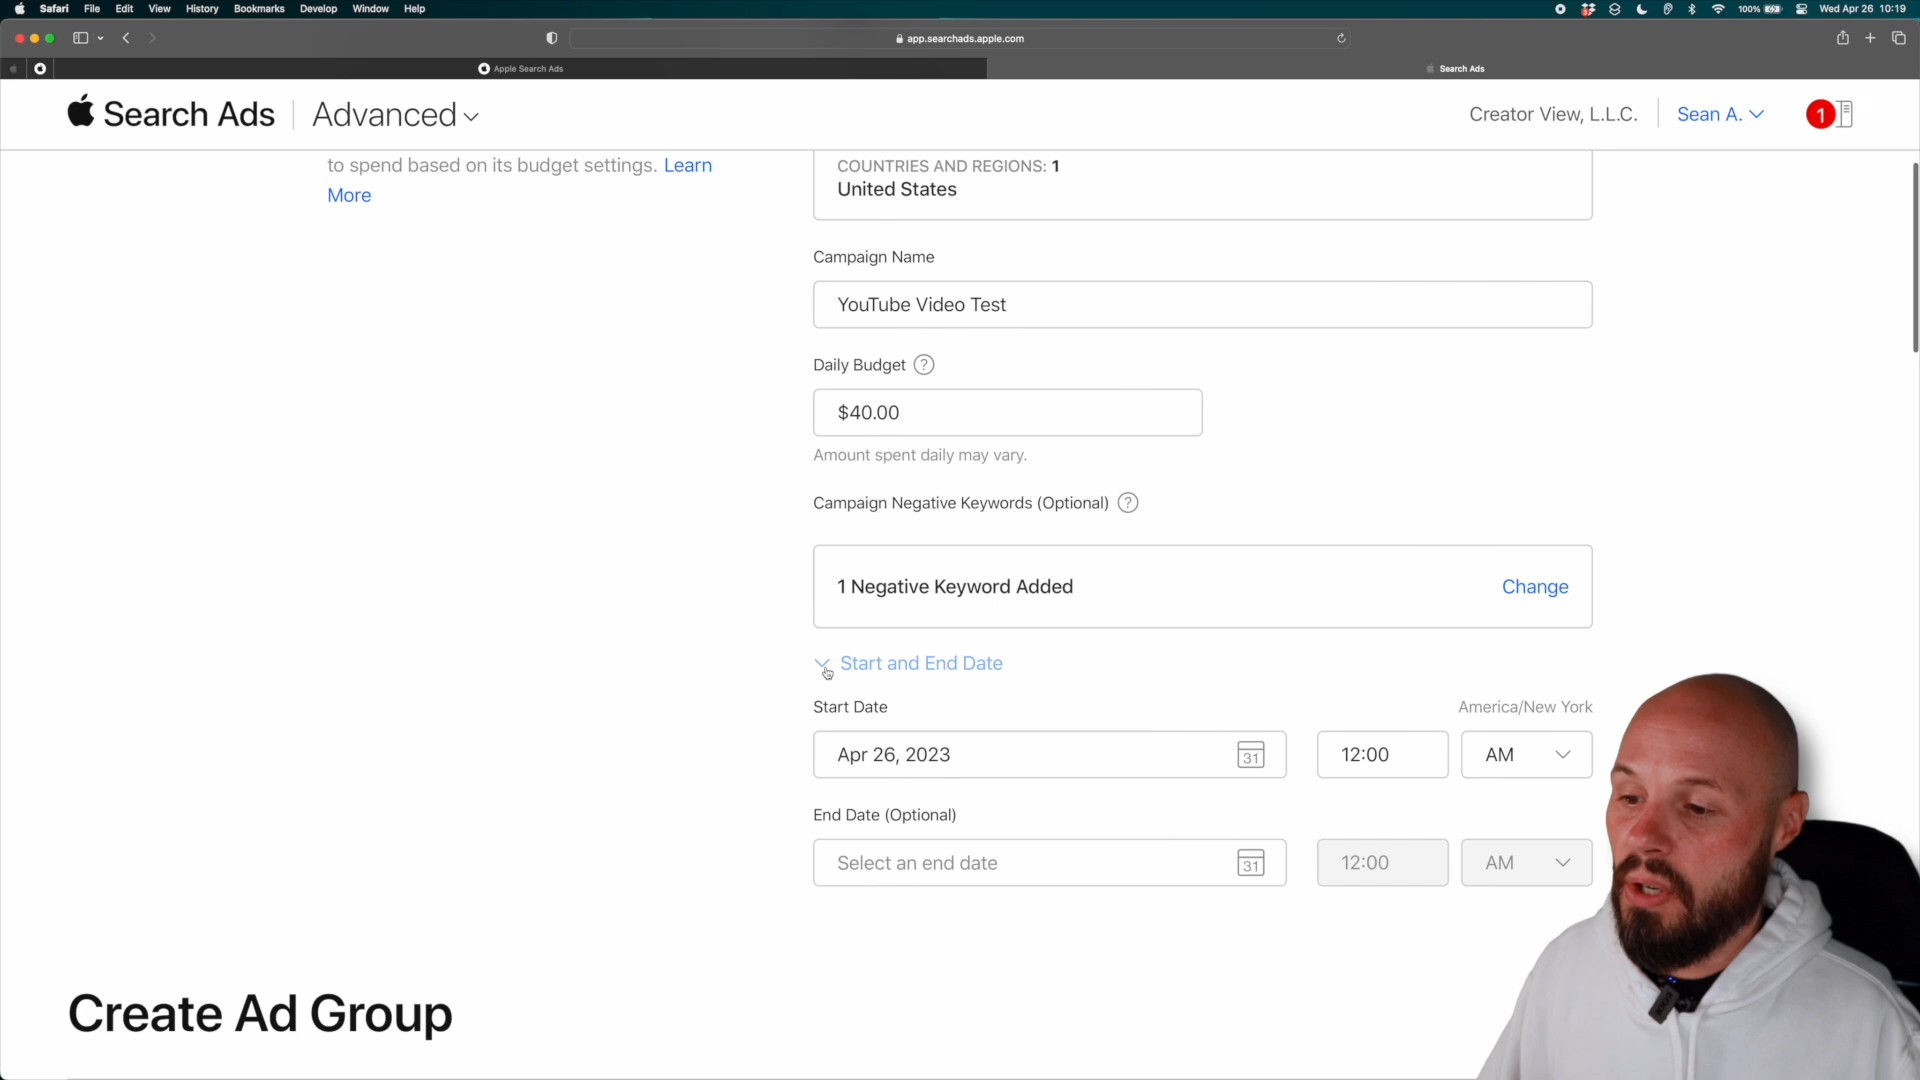 Safari File Edit View History Bookmarks Develop Window Help
100% Wed Apr 26 10:19
app.searchads.apple.com
Apple Search Ads
Search Ads
Search Ads Advanced
Creator View, L.L.C. Sean A. 1
to spend based on its budget settings. Learn
More
COUNTRIES AND REGIONS: 1
United States
Campaign Name
YouTube Video Test
Daily Budget ?
$40.00
Amount spent daily may vary.
Campaign Negative Keywords (Optional) ?
1 Negative Keyword Added Change
Start and End Date
Start Date America/New York
Apr 26, 2023 31 12:00 AM
End Date (Optional)
Select an end date 31 12:00 AM
Create Ad Group